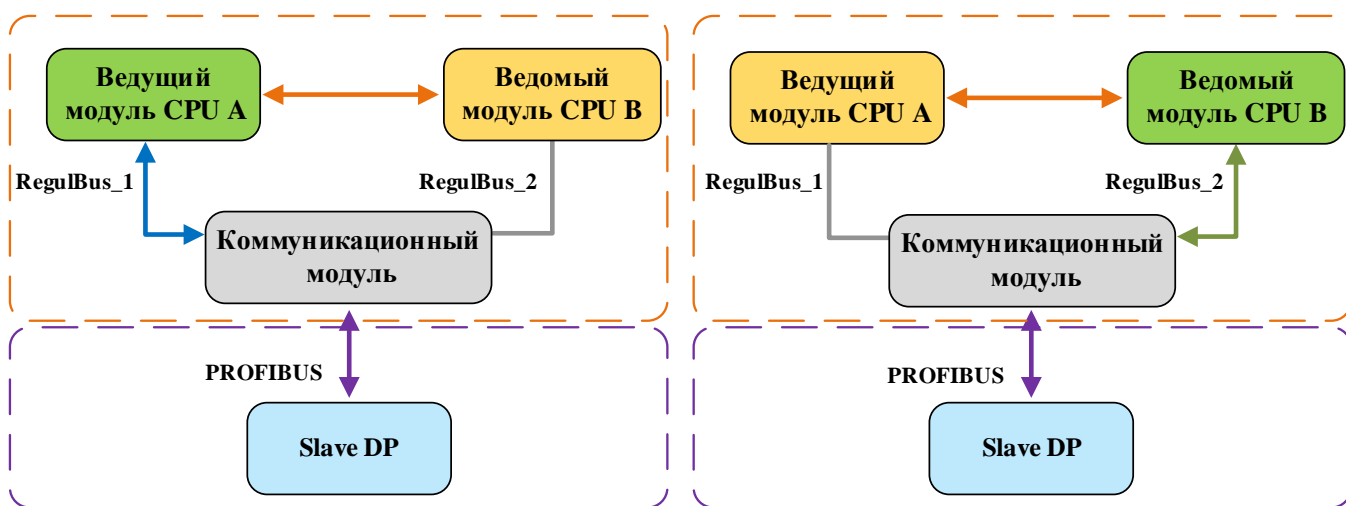 Ведущий
модуль CPU A
Ведомый
модуль CPU B
RegulBus_1
RegulBus_2
Коммуникационный
модуль
PROFIBUS
Slave DP
Ведущий
модуль CPU A
Ведомый
модуль CPU B
RegulBus_1
RegulBus_2
Коммуникационный
модуль
PROFIBUS
Slave DP